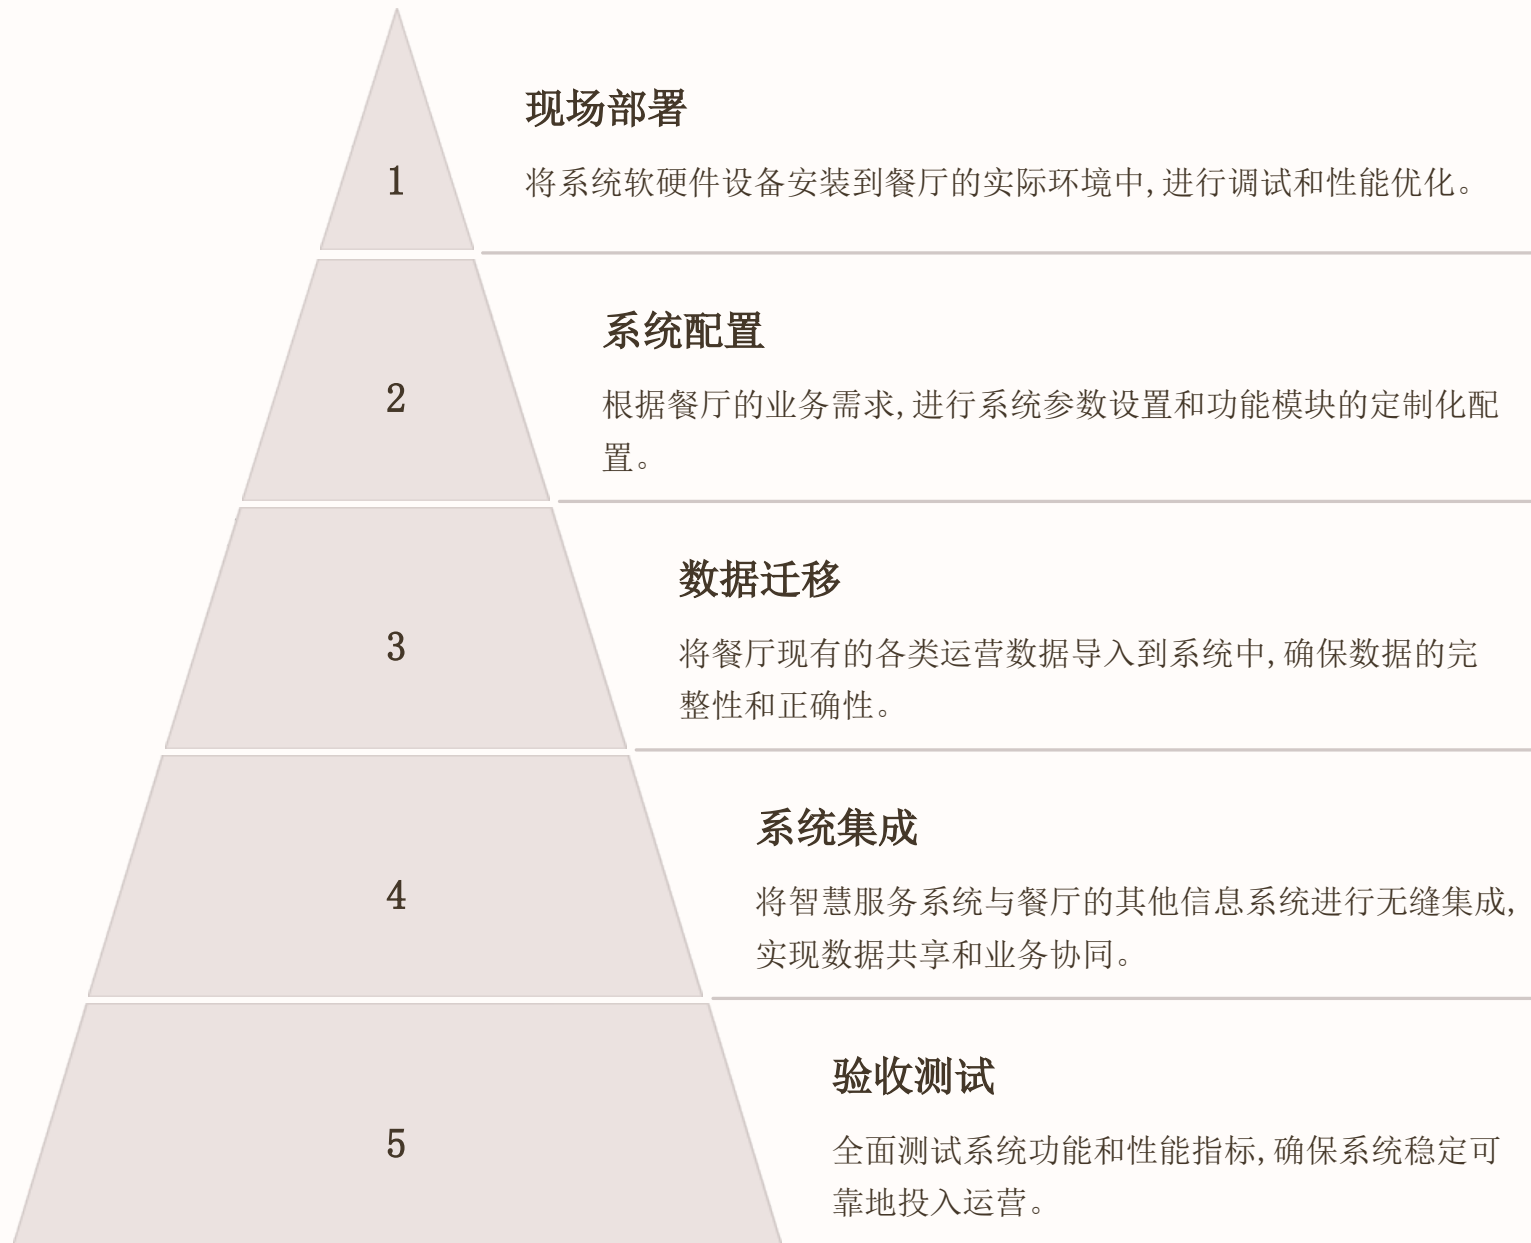 现场部署
1
将系统软硬件设备安装到餐厅的实际环境中,进行调试和性能优化。
系统配置
2
根据餐厅的业务需求,进行系统参数设置和功能模块的定制化配
置。
数据迁移
3
将餐厅现有的各类运营数据导入到系统中,确保数据的完
整性和正确性。
系统集成
4
将智慧服务系统与餐厅的其他信息系统进行无缝集成,
实现数据共享和业务协同。
验收测试
5
全面测试系统功能和性能指标,确保系统稳定可
靠地投入运营。